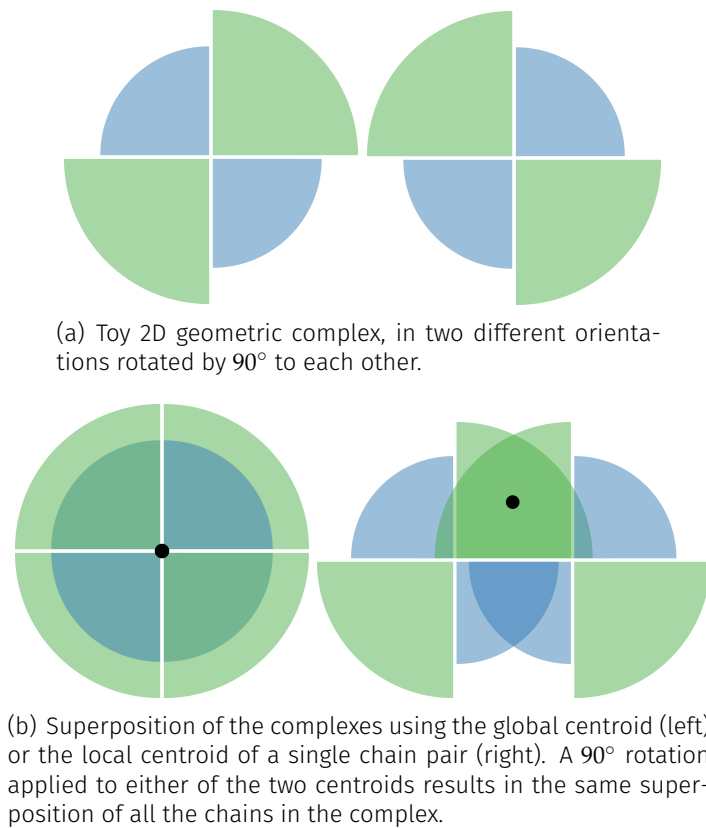 (a) Toy 2D geometric complex, in two different orienta-
tions rotated by 90° to each other.
(b) Superposition of the complexes using the global centroid (left)
or the local centroid of a single chain pair (right). A 90° rotation
applied to either of the two centroids results in the same super-
position of all the chains in the complex.